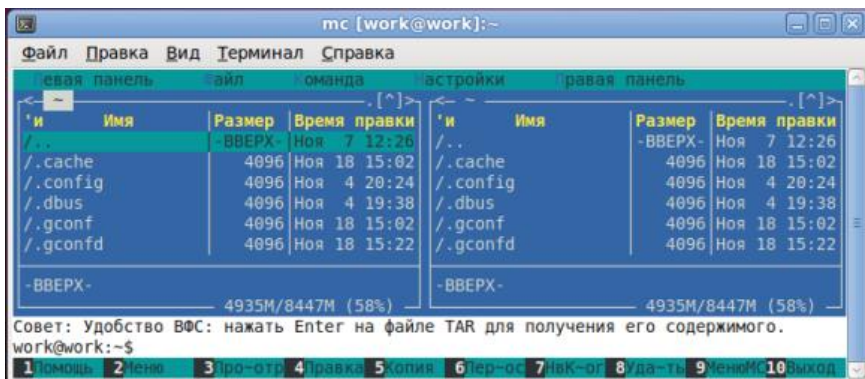 mc [work@work]:~
Файл Правка Вид Терминал Справка
Левая панель Файл Команда Настройки Правая панель
<- ~ .[^]> <- ~ .[^]>
'и Имя Размер Время правки 'и Имя Размер Время правки
/.. -ВВЕРХ- Ноя 7 12:26 /.. -ВВЕРХ- Ноя 7 12:26
/.cache 4096 Ноя 18 15:02 /.cache 4096 Ноя 18 15:02
/.config 4096 Ноя 4 20:24 /.config 4096 Ноя 4 20:24
/.dbus 4096 Ноя 4 19:38 /.dbus 4096 Ноя 4 19:38
/.gconf 4096 Ноя 18 15:02 /.gconf 4096 Ноя 18 15:02
/.gconfd 4096 Ноя 18 15:22 /.gconfd 4096 Ноя 18 15:22
-ВВЕРХ- -ВВЕРХ-
4935M/8447M (58%) 4935M/8447M (58%)
Совет: Удобство ВФС: нажать Enter на файле TAR для получения его содержимого.
work@work:~$
1Помощь 2Меню 3Про-отр 4Правка 5Копия 6Пер-ос 7НвК-ог 8Уда-ть 9МенюМС 10Выход